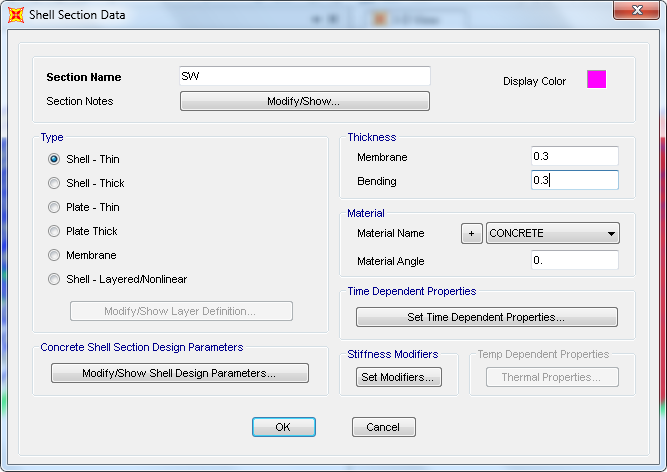 Shell Section Data
Section Name SW
Display Color
Section Notes Modify/Show...
Type
Shell - Thin
Shell - Thick
Plate - Thin
Plate Thick
Membrane
Shell - Layered/Nonlinear
Modify/Show Layer Definition...
Thickness
Membrane 0.3
Bending 0.3
Material
Material Name + CONCRETE
Material Angle 0.
Time Dependent Properties
Set Time Dependent Properties...
Concrete Shell Section Design Parameters
Modify/Show Shell Design Parameters...
Stiffness Modifiers
Set Modifiers...
Temp Dependent Properties
Thermal Properties...
OK Cancel